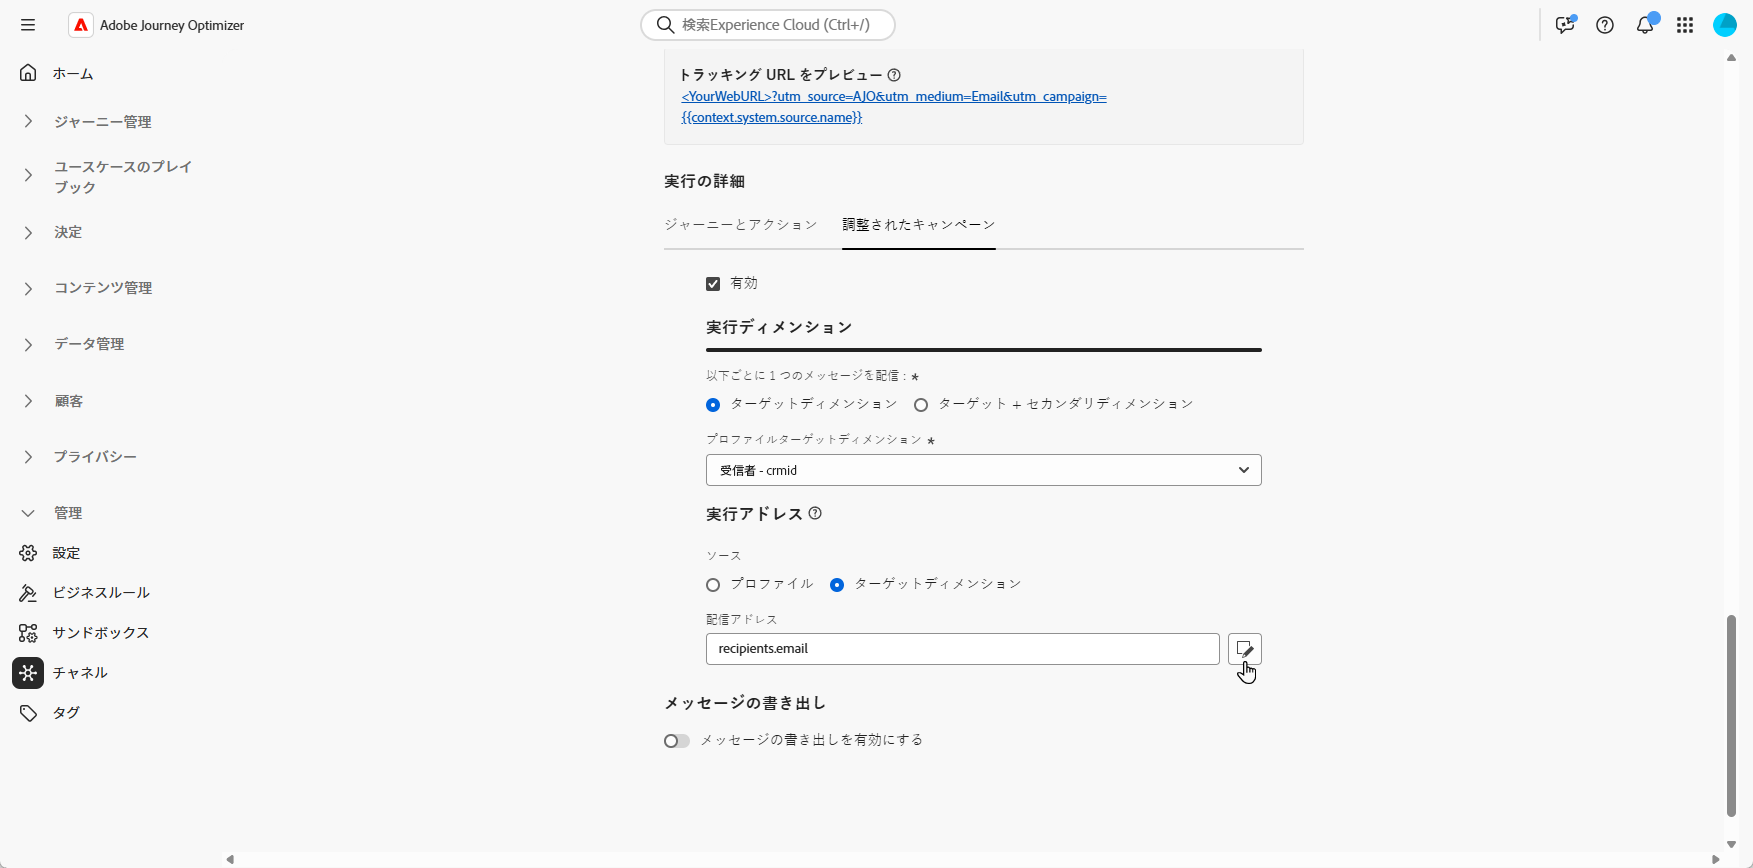 Adobe Journey Optimizer
検索Experience Cloud (Ctrl+/)
ホーム
ジャーニー管理
ユースケースのプレイ
ブック
決定
コンテンツ管理
データ管理
顧客
プライバシー
管理
設定
ビジネスルール
サンドボックス
チャネル
タグ
トラッキング URL をプレビュー
<YourWebURL>?utm_source=AJO&utm_medium=Email&utm_campaign=
{{context.system.source.name}}
実行の詳細
ジャーニーとアクション 調整されたキャンペーン
有効
実行ディメンション
以下ごとに 1 つのメッセージを配信 : *
ターゲットディメンション ターゲット + セカンダリディメンション
プロファイルターゲットディメンション *
受信者 - crmid
実行アドレス
ソース
プロファイル ターゲットディメンション
配信アドレス
recipients.email
メッセージの書き出し
メッセージの書き出しを有効にする